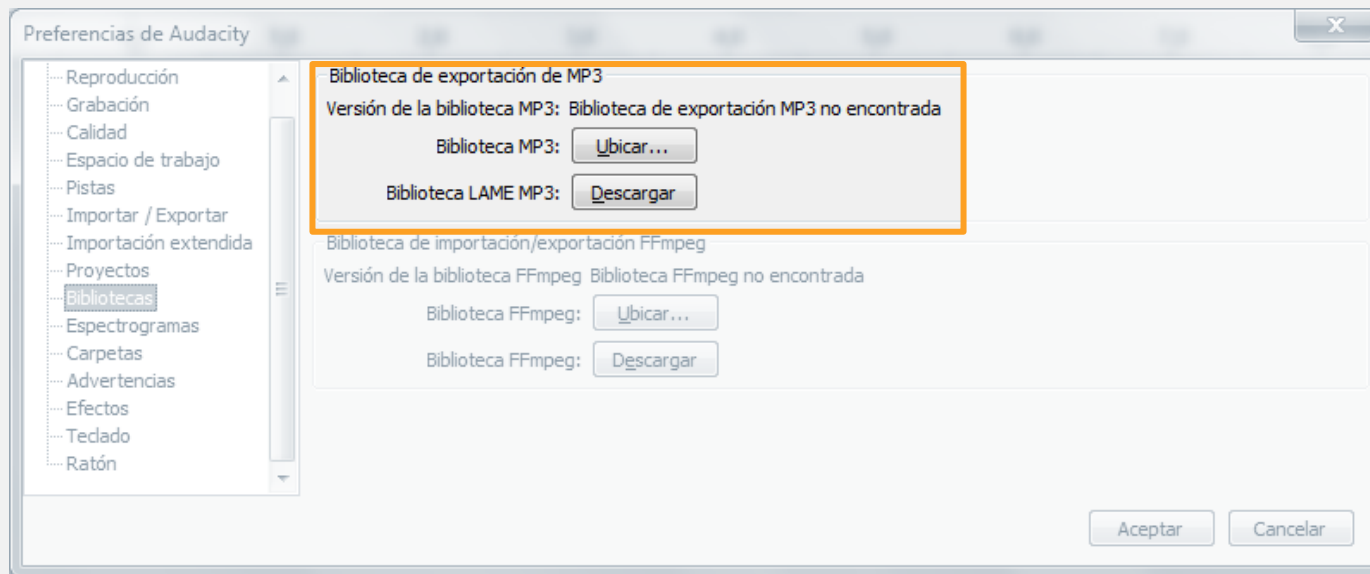 Preferencias de Audacity
Reproducción
Grabación
Calidad
Espacio de trabajo
Pistas
Importar / Exportar
Importación extendida
Proyectos
Bibliotecas
Espectrogramas
Carpetas
Advertencias
Efectos
Teclado
Ratón
Biblioteca de exportación de MP3
Versión de la biblioteca MP3: Biblioteca de exportación MP3 no encontrada
Biblioteca MP3: Ubicar...
Biblioteca LAME MP3: Descargar
Biblioteca de importación/exportación FFmpeg
Versión de la biblioteca FFmpeg Biblioteca FFmpeg no encontrada
Biblioteca FFmpeg: Ubicar...
Biblioteca FFmpeg: Descargar
Aceptar Cancelar